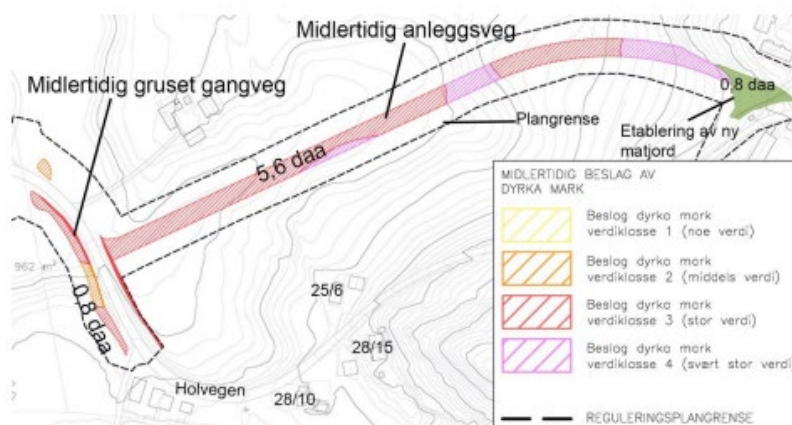 Midlertidig anleggsveg
Midlertidig gruset gangveg
0,8 daa
Plangrense
Etablering av ny
matjord
5,6 daa
962 m²
0,8 daa
25/6
28/15
Holvegen
28/10
MIDLERTIDIG BESLAG AV
DYRKA MARK
Beslag dyrka mark
verdiklasse 1 (noe verdi)
Beslag dyrka mark
verdiklasse 2 (middels verdi)
Beslag dyrka mark
verdiklasse 3 (stor verdi)
Beslag dyrka mark
verdiklasse 4 (svært stor verdi)
REGULERINGSPLANGRENSE